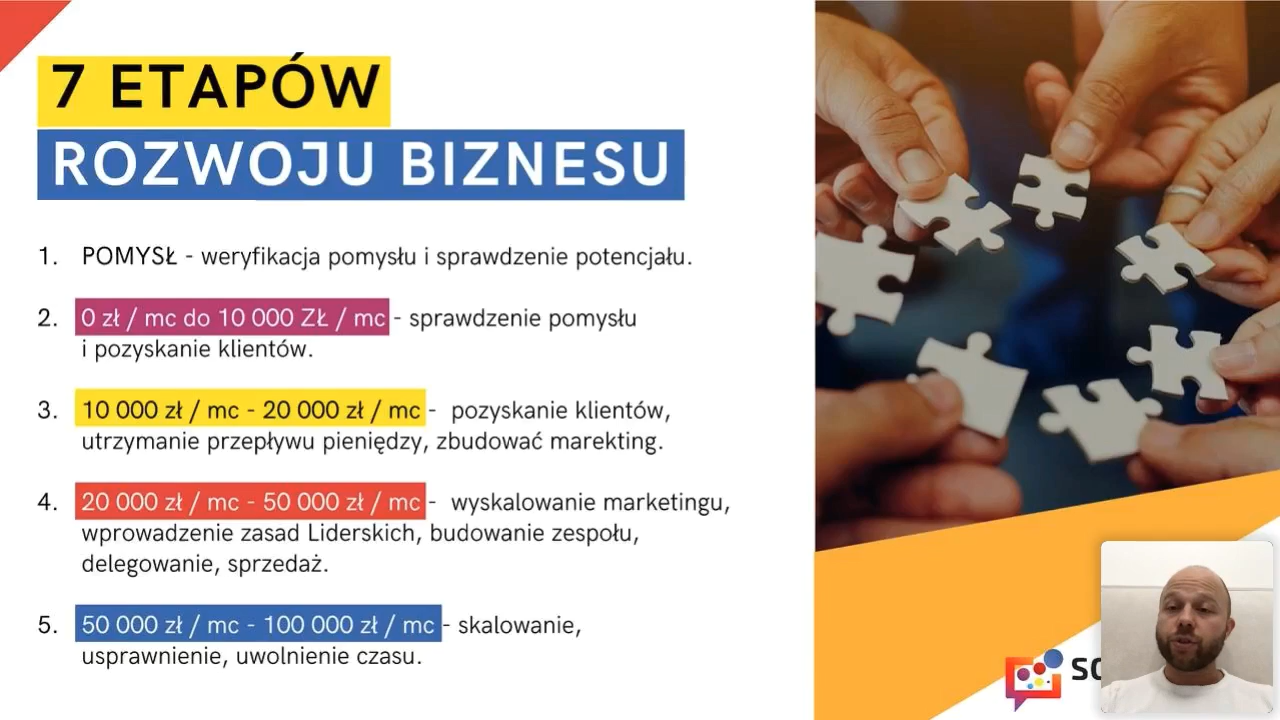 7 ETAPÓW
ROZWOJU BIZNESU
1. POMYSŁ - weryfikacja pomysłu i sprawdzenie potencjału.
2. 0 zł / mc do 10 000 ZŁ / mc - sprawdzenie pomysłu
i pozyskanie klientów.
3. 10 000 zł / mc - 20 000 zł / mc - pozyskanie klientów,
utrzymanie przepływu pieniędzy, zbudować marekting.
4. 20 000 zł / mc - 50 000 zł / mc - wyskalowanie marketingu,
wprowadzenie zasad Liderskich, budowanie zespołu,
delegowanie, sprzedaż.
5. 50 000 zł / mc - 100 000 zł / mc - skalowanie,
usprawnienie, uwolnienie czasu.